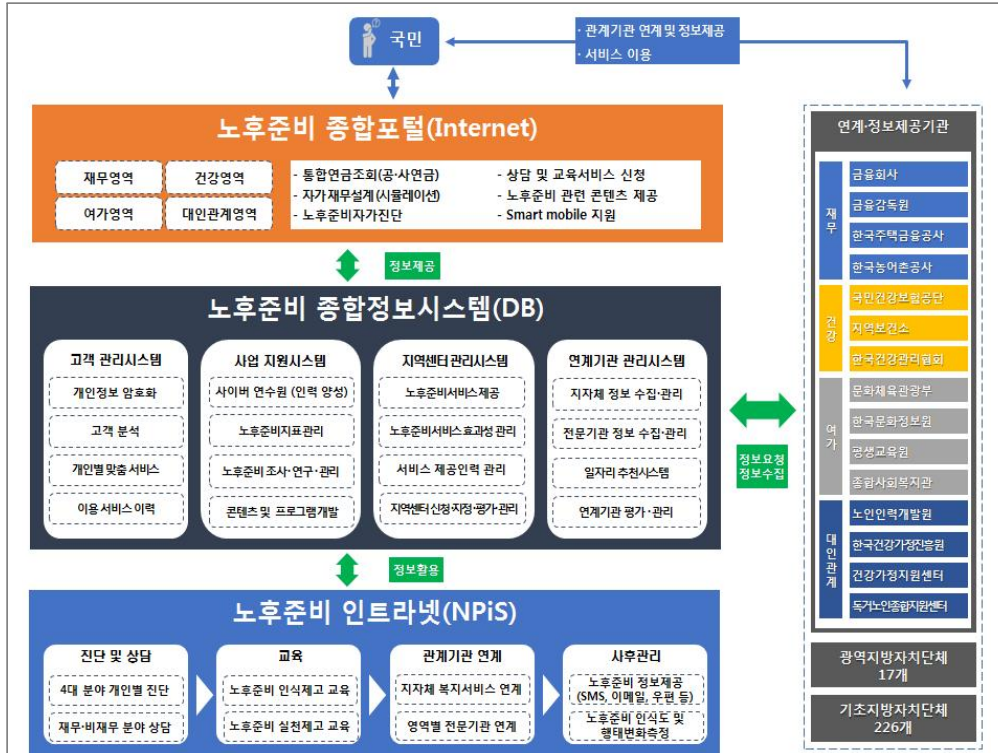 국민
· 관계기관 연계 및 정보제공
· 서비스 이용
노후준비 종합포털(Internet)
재무영역
건강영역
여가영역
대인관계영역
- 통합연금조회(공·사연금)
- 자가 재무설계(시뮬레이션)
- 노후준비자가진단
- 상담 및 교육서비스 신청
- 노후준비 관련 콘텐츠 제공
- Smart mobile 지원
정보제공
노후준비 종합정보시스템(DB)
고객 관리시스템
개인정보 암호화
고객 분석
개인별 맞춤 서비스
이용 서비스 이력
사업 지원시스템
사이버 연수원 (인력 양성)
노후준비지표관리
노후준비 조사·연구·관리
콘텐츠 및 프로그램개발
지역센터관리시스템
노후준비서비스제공
노후준비서비스효과성 관리
서비스 제공인력 관리
지역센터 신청·지정·평가·관리
연계기관 관리시스템
지자체 정보 수집·관리
전문기관 정보 수집·관리
일자리 추천시스템
연계기관 평가·관리
정보활용
노후준비 인트라넷(NPiS)
진단 및 상담
4대 분야 개인별 진단
재무·비재무 분야 상담
교육
노후준비 인식제고 교육
노후준비 실천제고 교육
관계기관 연계
지자체 복지서비스 연계
영역별 전문기관 연계
사후관리
노후준비 정보제공
(SMS, 이메일, 우편 등)
노후준비 인식도 및
행태변화측정
정보요청
정보수집
연계·정보제공기관
재무
금융회사
금융감독원
한국주택금융공사
한국농어촌공사
건강
국민건강보험공단
지역보건소
한국건강관리협회
여가
문화체육관광부
한국문화정보원
평생교육원
종합사회복지관
대인관계
노인인력개발원
한국건강가정진흥원
건강가정지원센터
독거노인종합지원센터
광역지방자치단체
17개
기초지방자치단체
226개